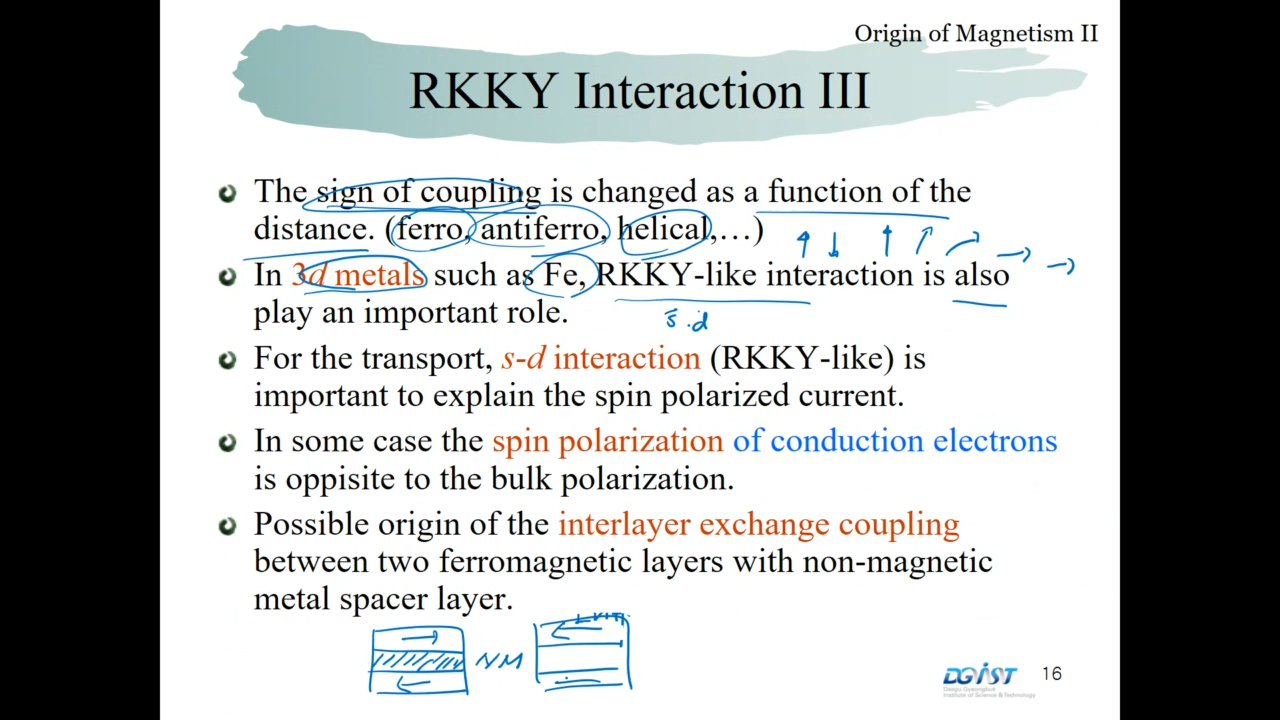 Origin of Magnetism II
RKKY Interaction III
The sign of coupling is changed as a function of the
distance. (ferro, antiferro, helical,…)
In 3d metals such as Fe, RKKY-like interaction is also
play an important role.
s.d
For the transport, s-d interaction (RKKY-like) is
important to explain the spin polarized current.
In some case the spin polarization of conduction electrons
is oppisite to the bulk polarization.
Possible origin of the interlayer exchange coupling
between two ferromagnetic layers with non-magnetic
metal spacer layer.
NM
DGIST
Daegu Gyeongbuk
Institute of Science & Technology
16